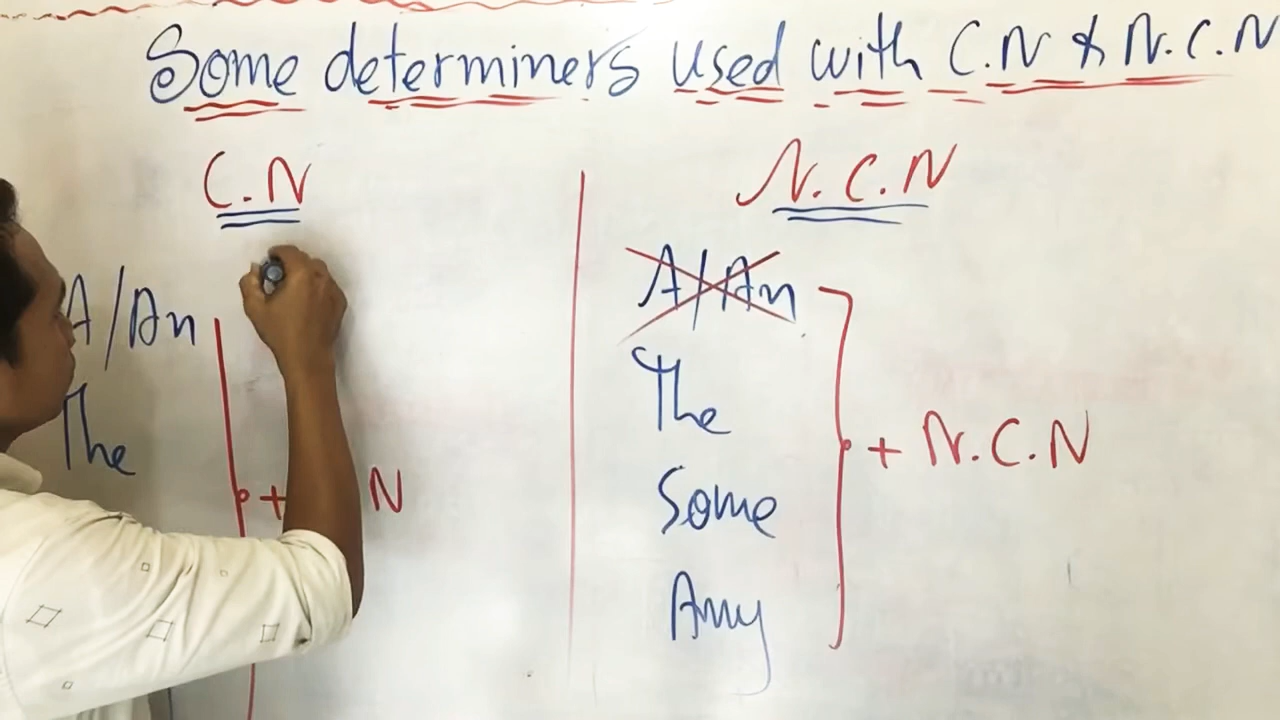 Some determiners used with C.N & N.C.N
C.N
A/An
The
+ N
N.C.N
A/An
The
Some
Any
+ N.C.N